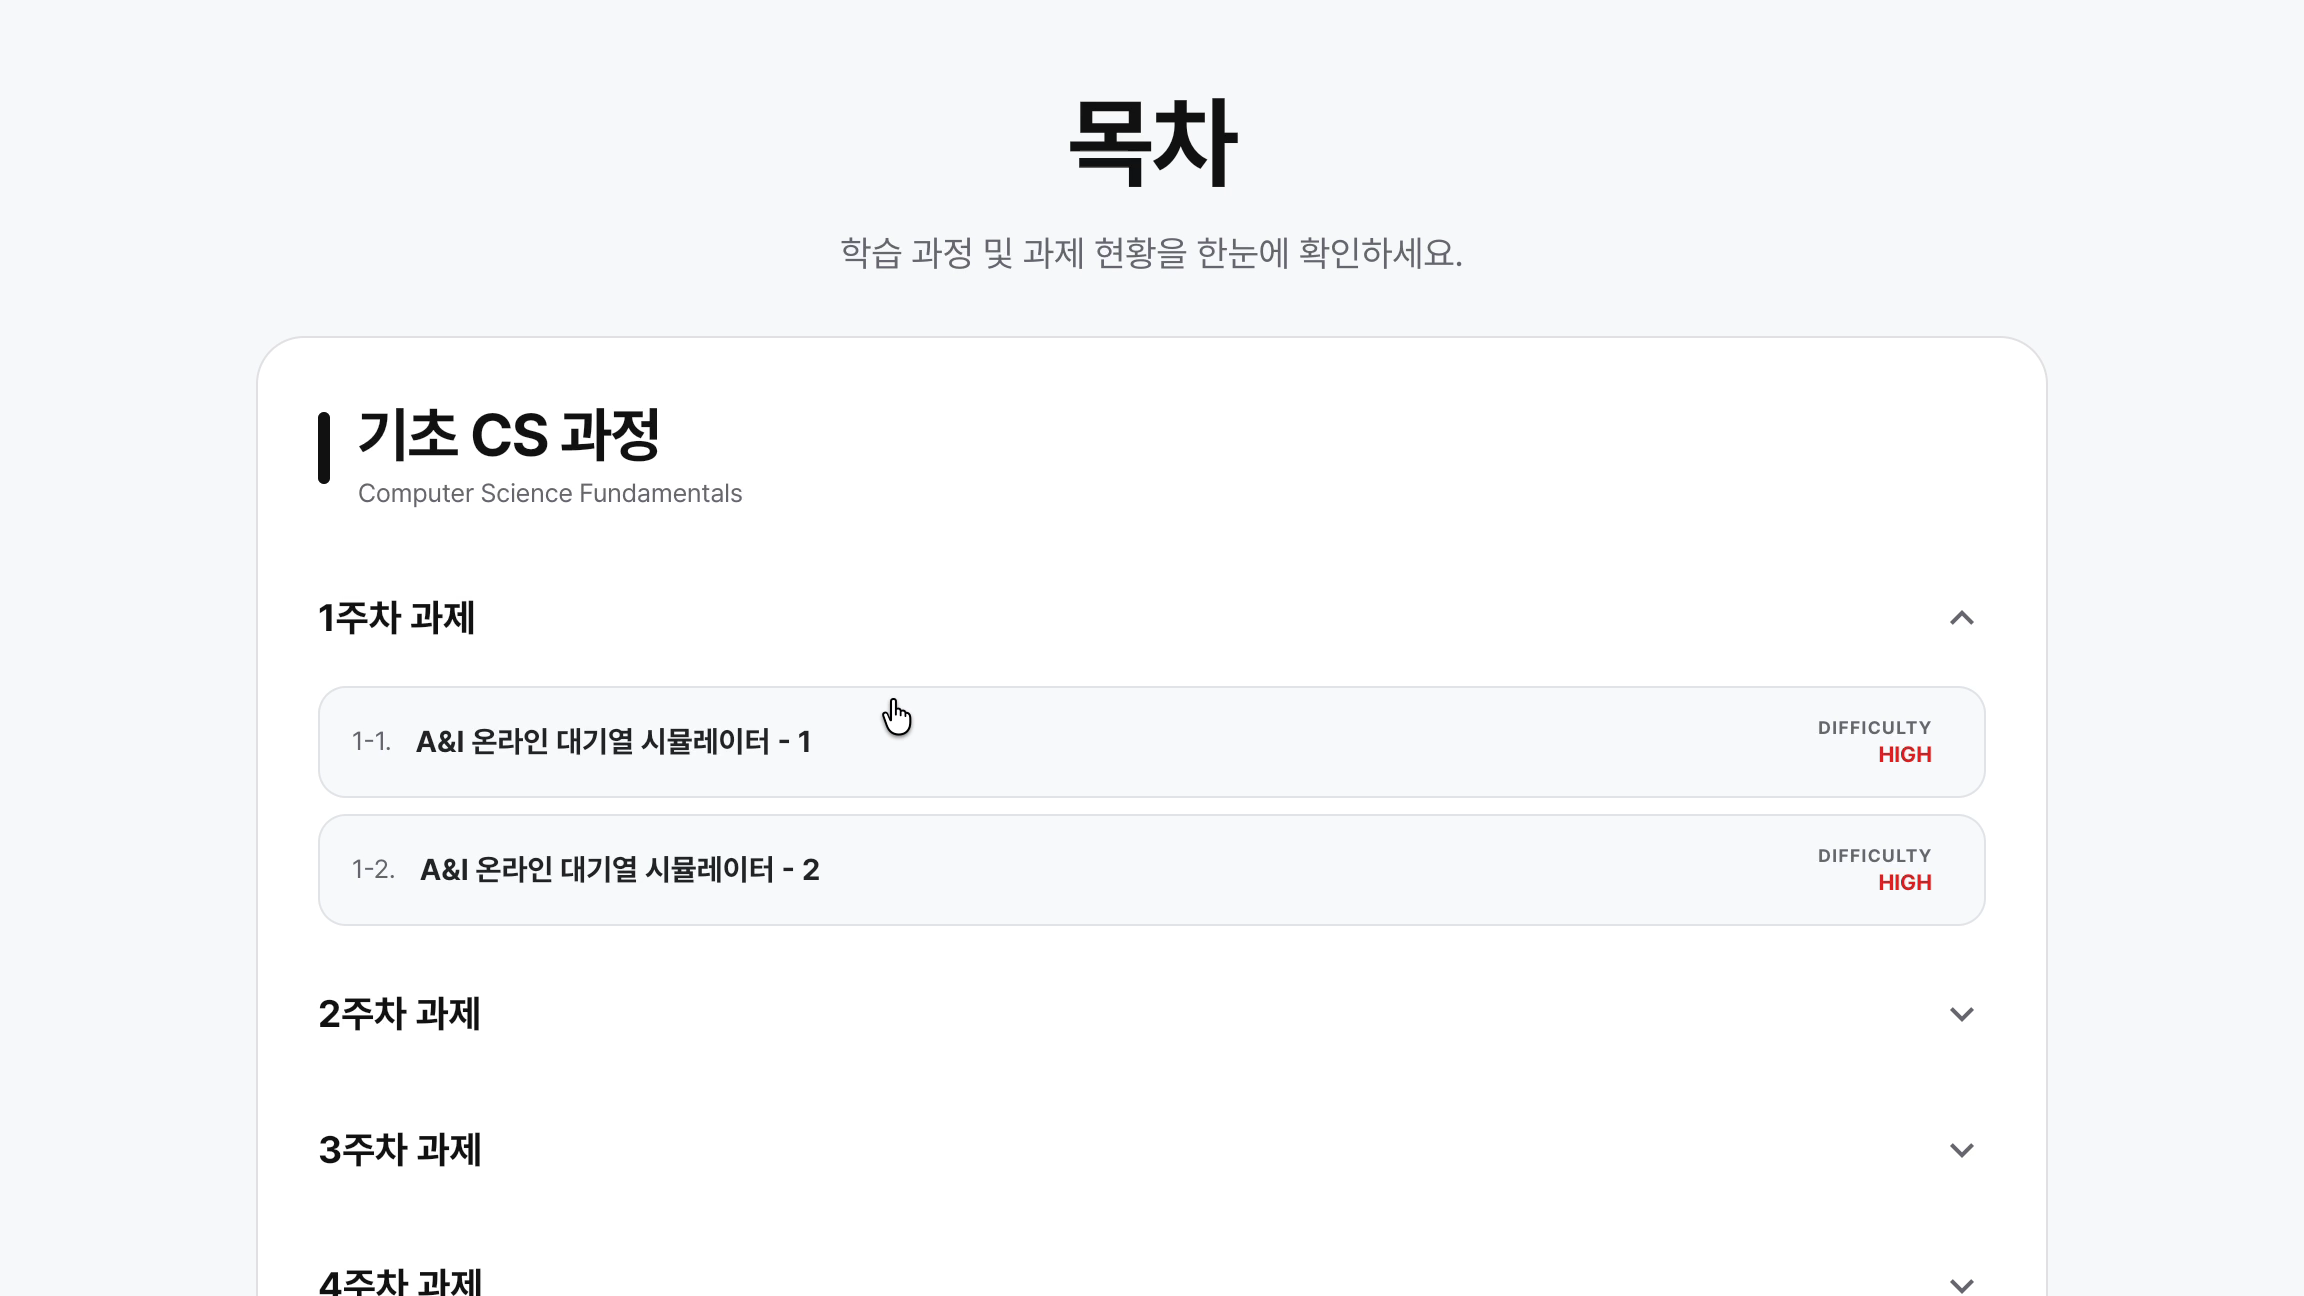 목차
학습 과정 및 과제 현황을 한눈에 확인하세요.
기초 CS 과정
Computer Science Fundamentals
1주차 과제
1-1. A&I 온라인 대기열 시뮬레이터 - 1
DIFFICULTY
HIGH
1-2. A&I 온라인 대기열 시뮬레이터 - 2
DIFFICULTY
HIGH
2주차 과제
3주차 과제
4주차 과제